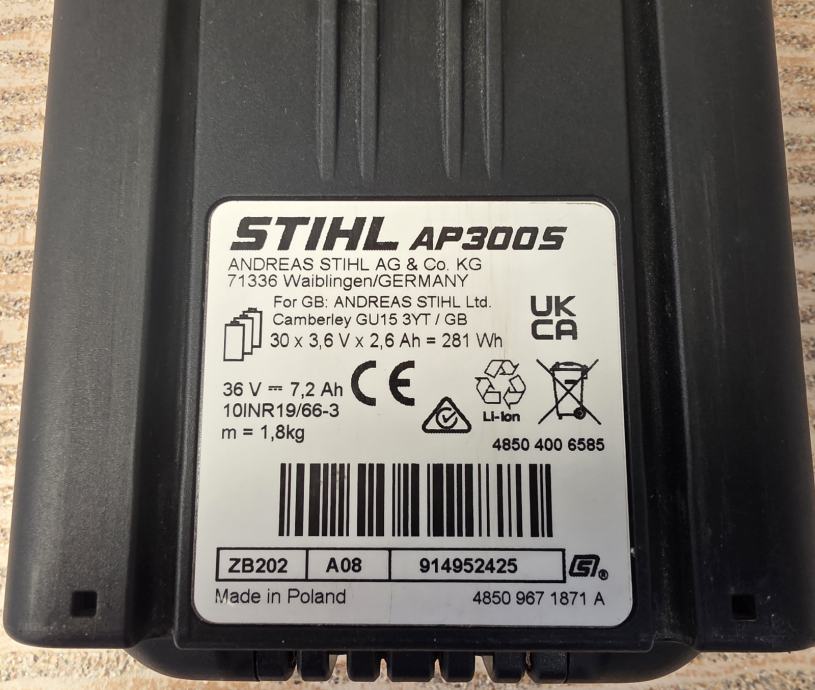 STIHL AP300S
ANDREAS STIHL AG & Co. KG
71336 Waiblingen/GERMANY
For GB: ANDREAS STIHL Ltd.
Camberley GU15 3YT / GB
30 x 3,6 V x 2,6 Ah = 281 Wh
UK
CA
36 V ⎓ 7,2 Ah
CE
10INR19/66-3
m = 1,8kg
Li-Ion
4850 400 6585
ZB202 A08 914952425
Made in Poland 4850 967 1871 A